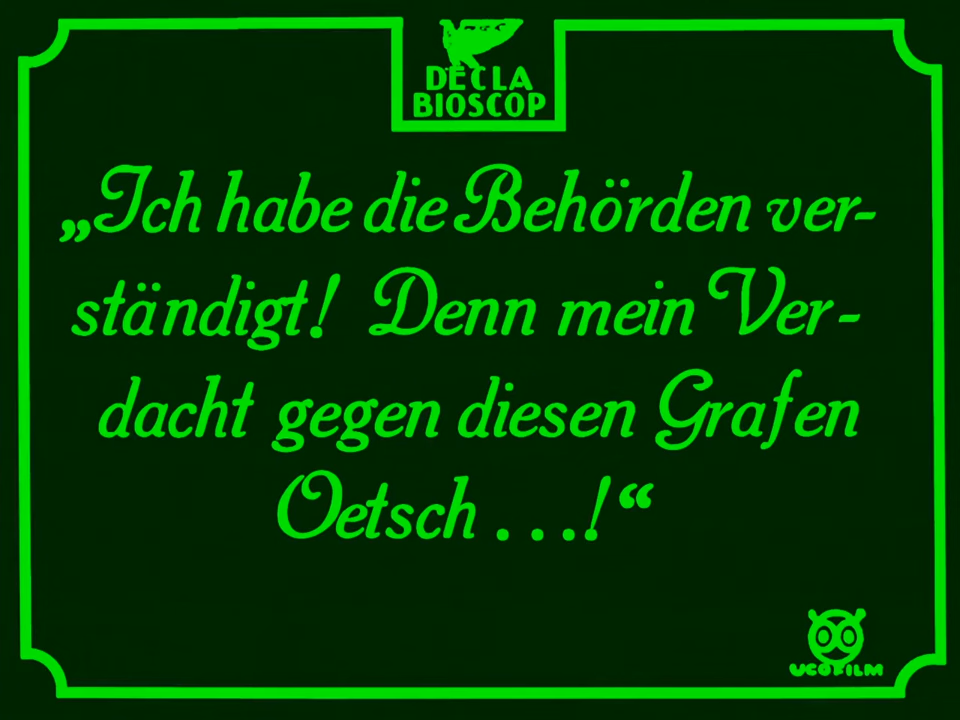 DECLA
BIOSCOP
„Ich habe die Behörden ver-
ständigt! Denn mein Ver-
dacht gegen diesen Grafen
Oetsch...!“
UCOFILM